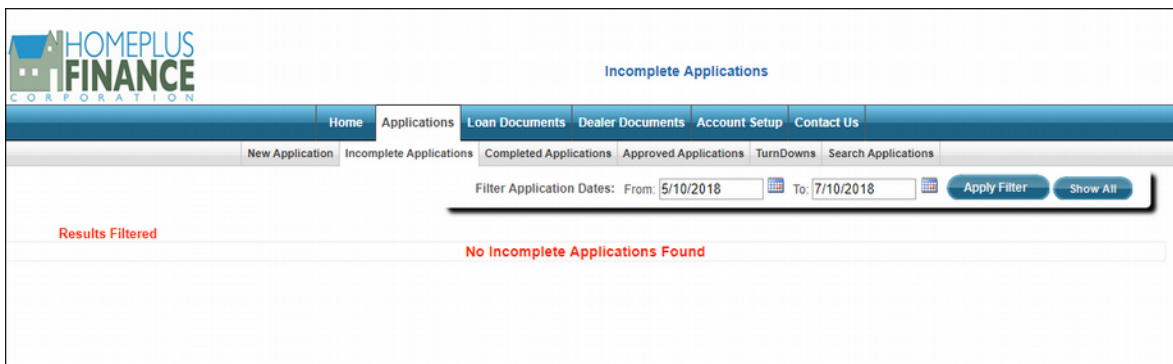 HOMEPLUS
FINANCE
CORPORATION
Incomplete Applications
Home Applications Loan Documents Dealer Documents Account Setup Contact Us
New Application Incomplete Applications Completed Applications Approved Applications TurnDowns Search Applications
Filter Application Dates: From: 5/10/2018 To: 7/10/2018 Apply Filter Show All
Results Filtered
No Incomplete Applications Found